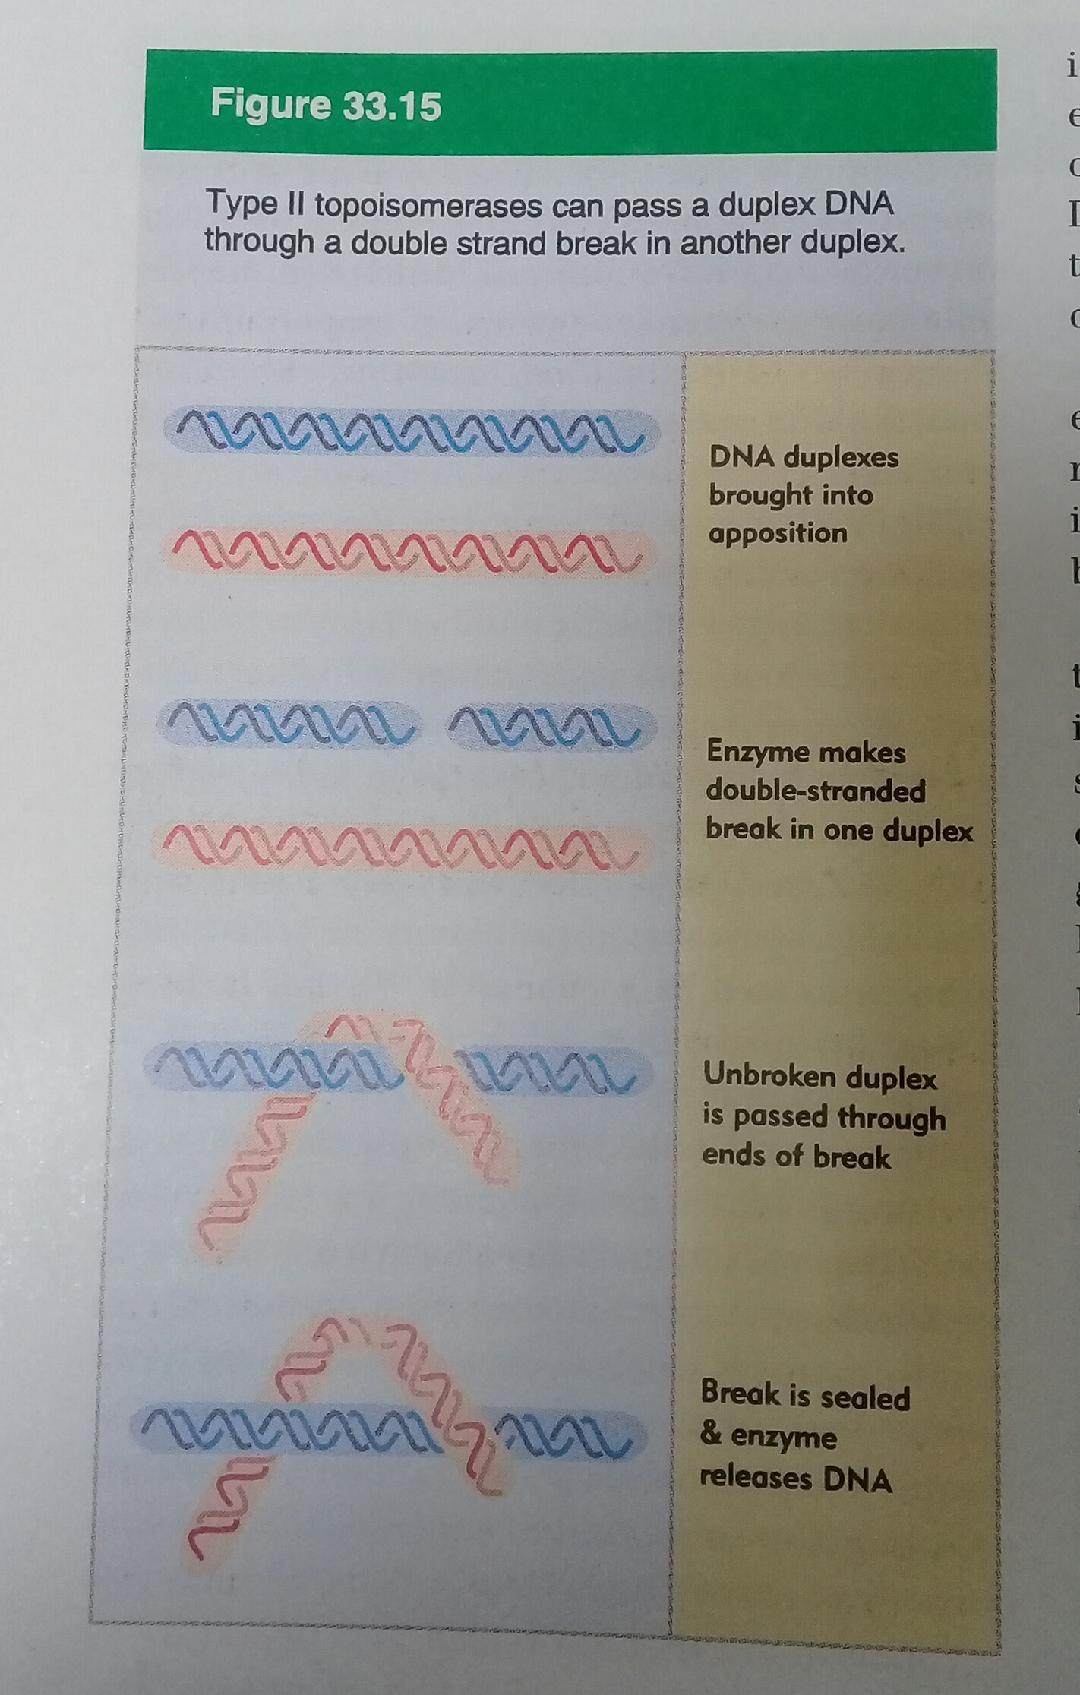 Figure 33.15
Type II topoisomerases can pass a duplex DNA
through a double strand break in another duplex.
DNA duplexes
brought into
apposition
Enzyme makes
double-stranded
break in one duplex
Unbroken duplex
is passed through
ends of break
Break is sealed
& enzyme
releases DNA